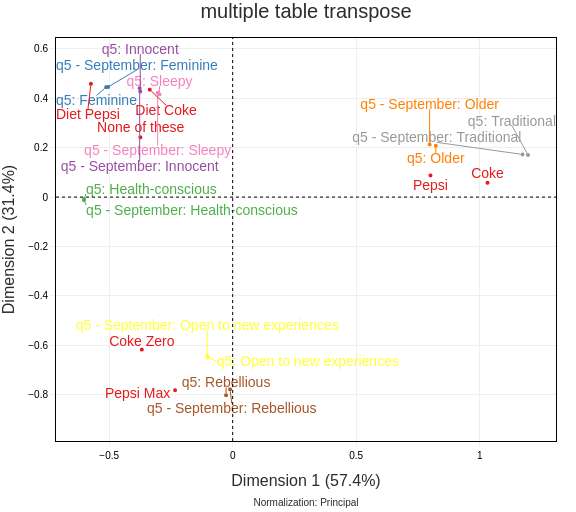 multiple table transpose
0.6
q5: Innocent
q5 - September: Feminine
q5: Sleepy
0.4
q5: Feminine
q5 - September: Older
Diet Pepsi
Diet Coke
q5: Traditional
None of these
q5 - September: Traditional
0.2
q5 - September: Sleepy
q5: Older
q5 - September: Innocent
Coke
Pepsi
q5: Health-conscious
0
q5 - September: Health-conscious
−0.2
−0.4
q5 - September: Open to new experiences
Coke Zero
−0.6
q5: Open to new experiences
q5: Rebellious
Pepsi Max
−0.8
q5 - September: Rebellious
Dimension 2 (31.4%)
−0.5
0
0.5
1
Dimension 1 (57.4%)
Normalization: Principal